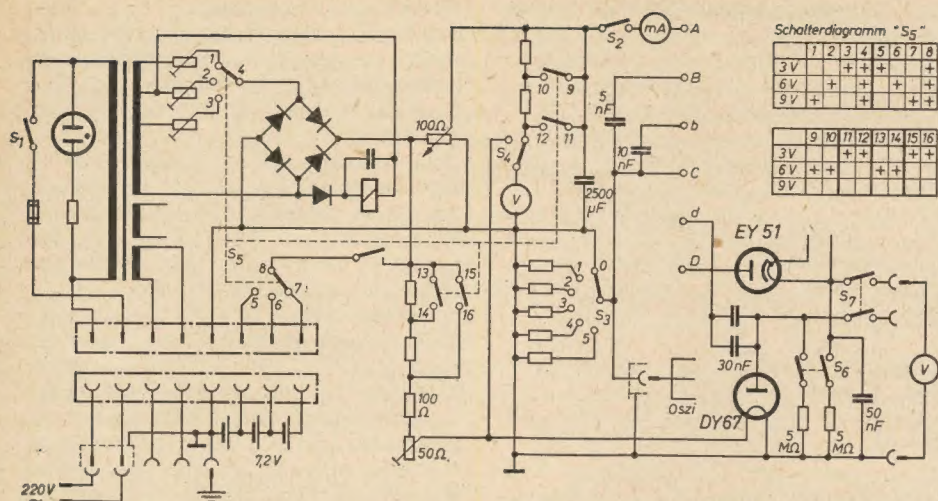 Schalterdiagramm "S5"
1 2 3 4 5 6 7 8
3V + + + +
6V + + + +
9V + + + +
9 10 11 12 13 14 15 16
3V + + + +
6V + + + +
9V
S1
1
2
3
4
100Ω
S2
mA
A
10
9
12
11
S4
V
2500
µF
5
nF
B
10
nF
b
C
d
D
EY 51
S7
V
S5
8
5
6
7
13
15
14
16
1
2
3
4
5
0
S3
100
Ω
50Ω
Oszi
30nF
DY67
S6
5
MΩ
5
MΩ
50
nF
7,2V
220V